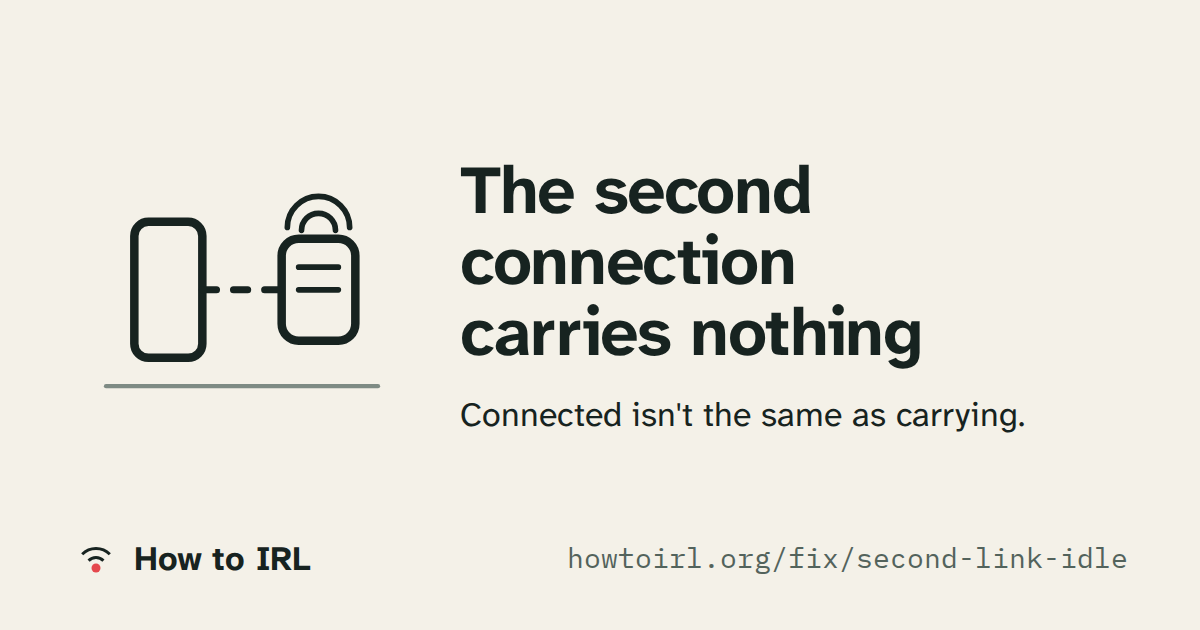 The second
connection
carries nothing
Connected isn't the same as carrying.
How to IRL
howtoirl.org/fix/second-link-idle